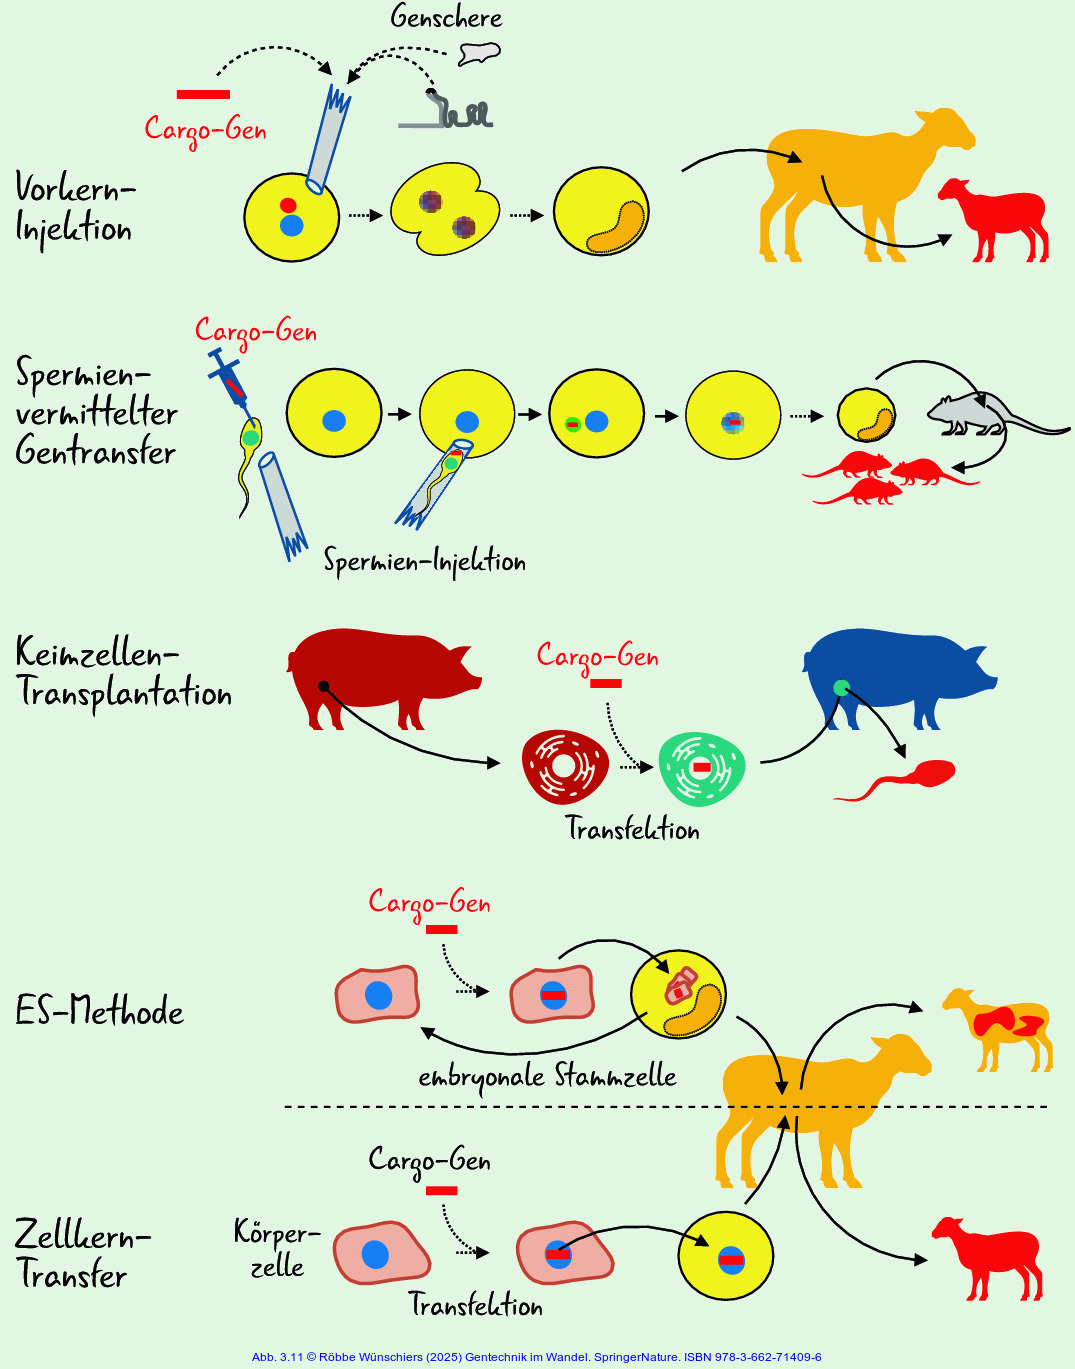 Genschere
Cargo-Gen
Vorkern-
Injektion
Cargo-Gen
Spermien-
vermittelter
Gentransfer
Spermien-Injektion
Keimzellen-
Transplantation
Cargo-Gen
Transfektion
Cargo-Gen
ES-Methode
embryonale Stammzelle
Cargo-Gen
Zellkern-
Transfer
Körper-
zelle
Transfektion
Abb. 3.11 © Röbbe Wünschiers (2025) Gentechnik im Wandel. SpringerNature. ISBN 978-3-662-71409-6